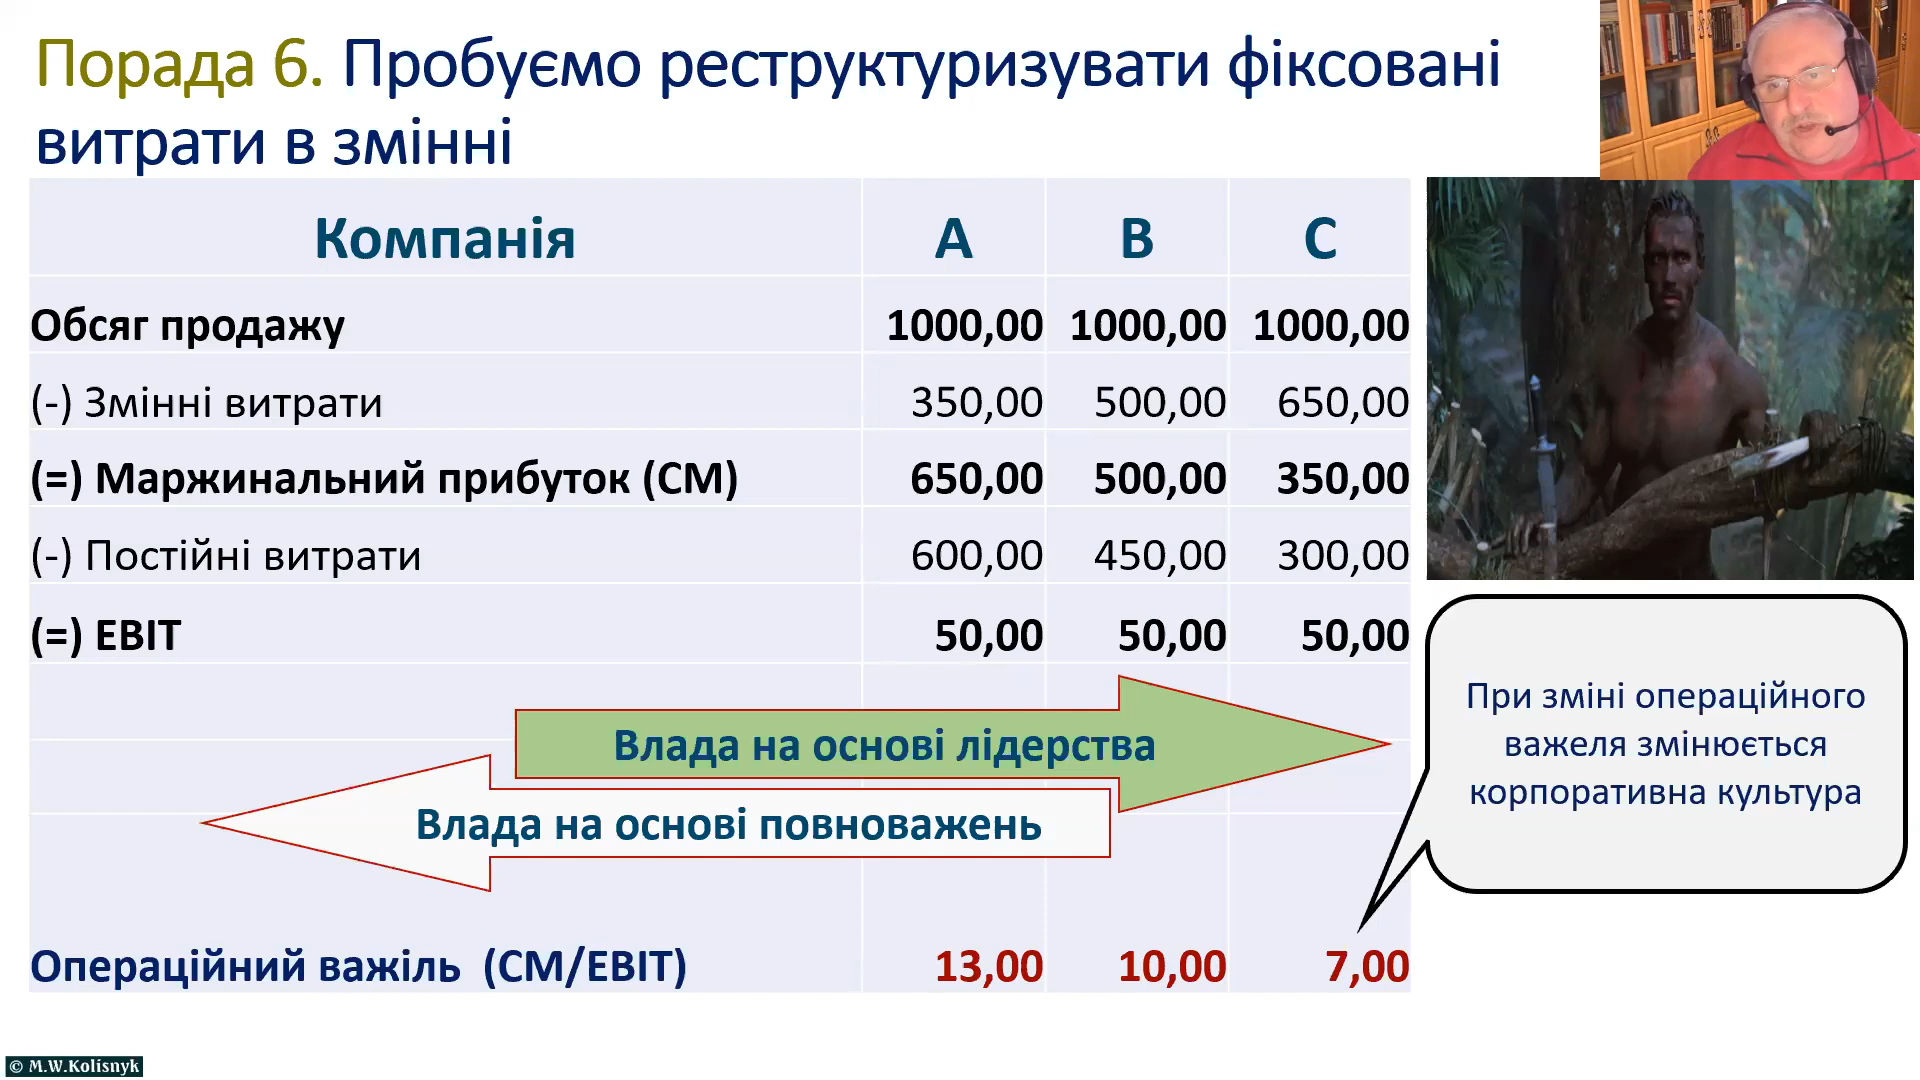 Порада 6. Пробуємо реструктуризувати фіксовані
витрати в змінні
Компанія A B C
Обсяг продажу 1000,00 1000,00 1000,00
(-) Змінні витрати 350,00 500,00 650,00
(=) Маржинальний прибуток (CM) 650,00 500,00 350,00
(-) Постійні витрати 600,00 450,00 300,00
(=) EBIT 50,00 50,00 50,00
Влада на основі лідерства
Влада на основі повноважень
Операційний важіль (CM/EBIT) 13,00 10,00 7,00
При зміні операційного
важеля змінюється
корпоративна культура
© M.W.Kolisnyk